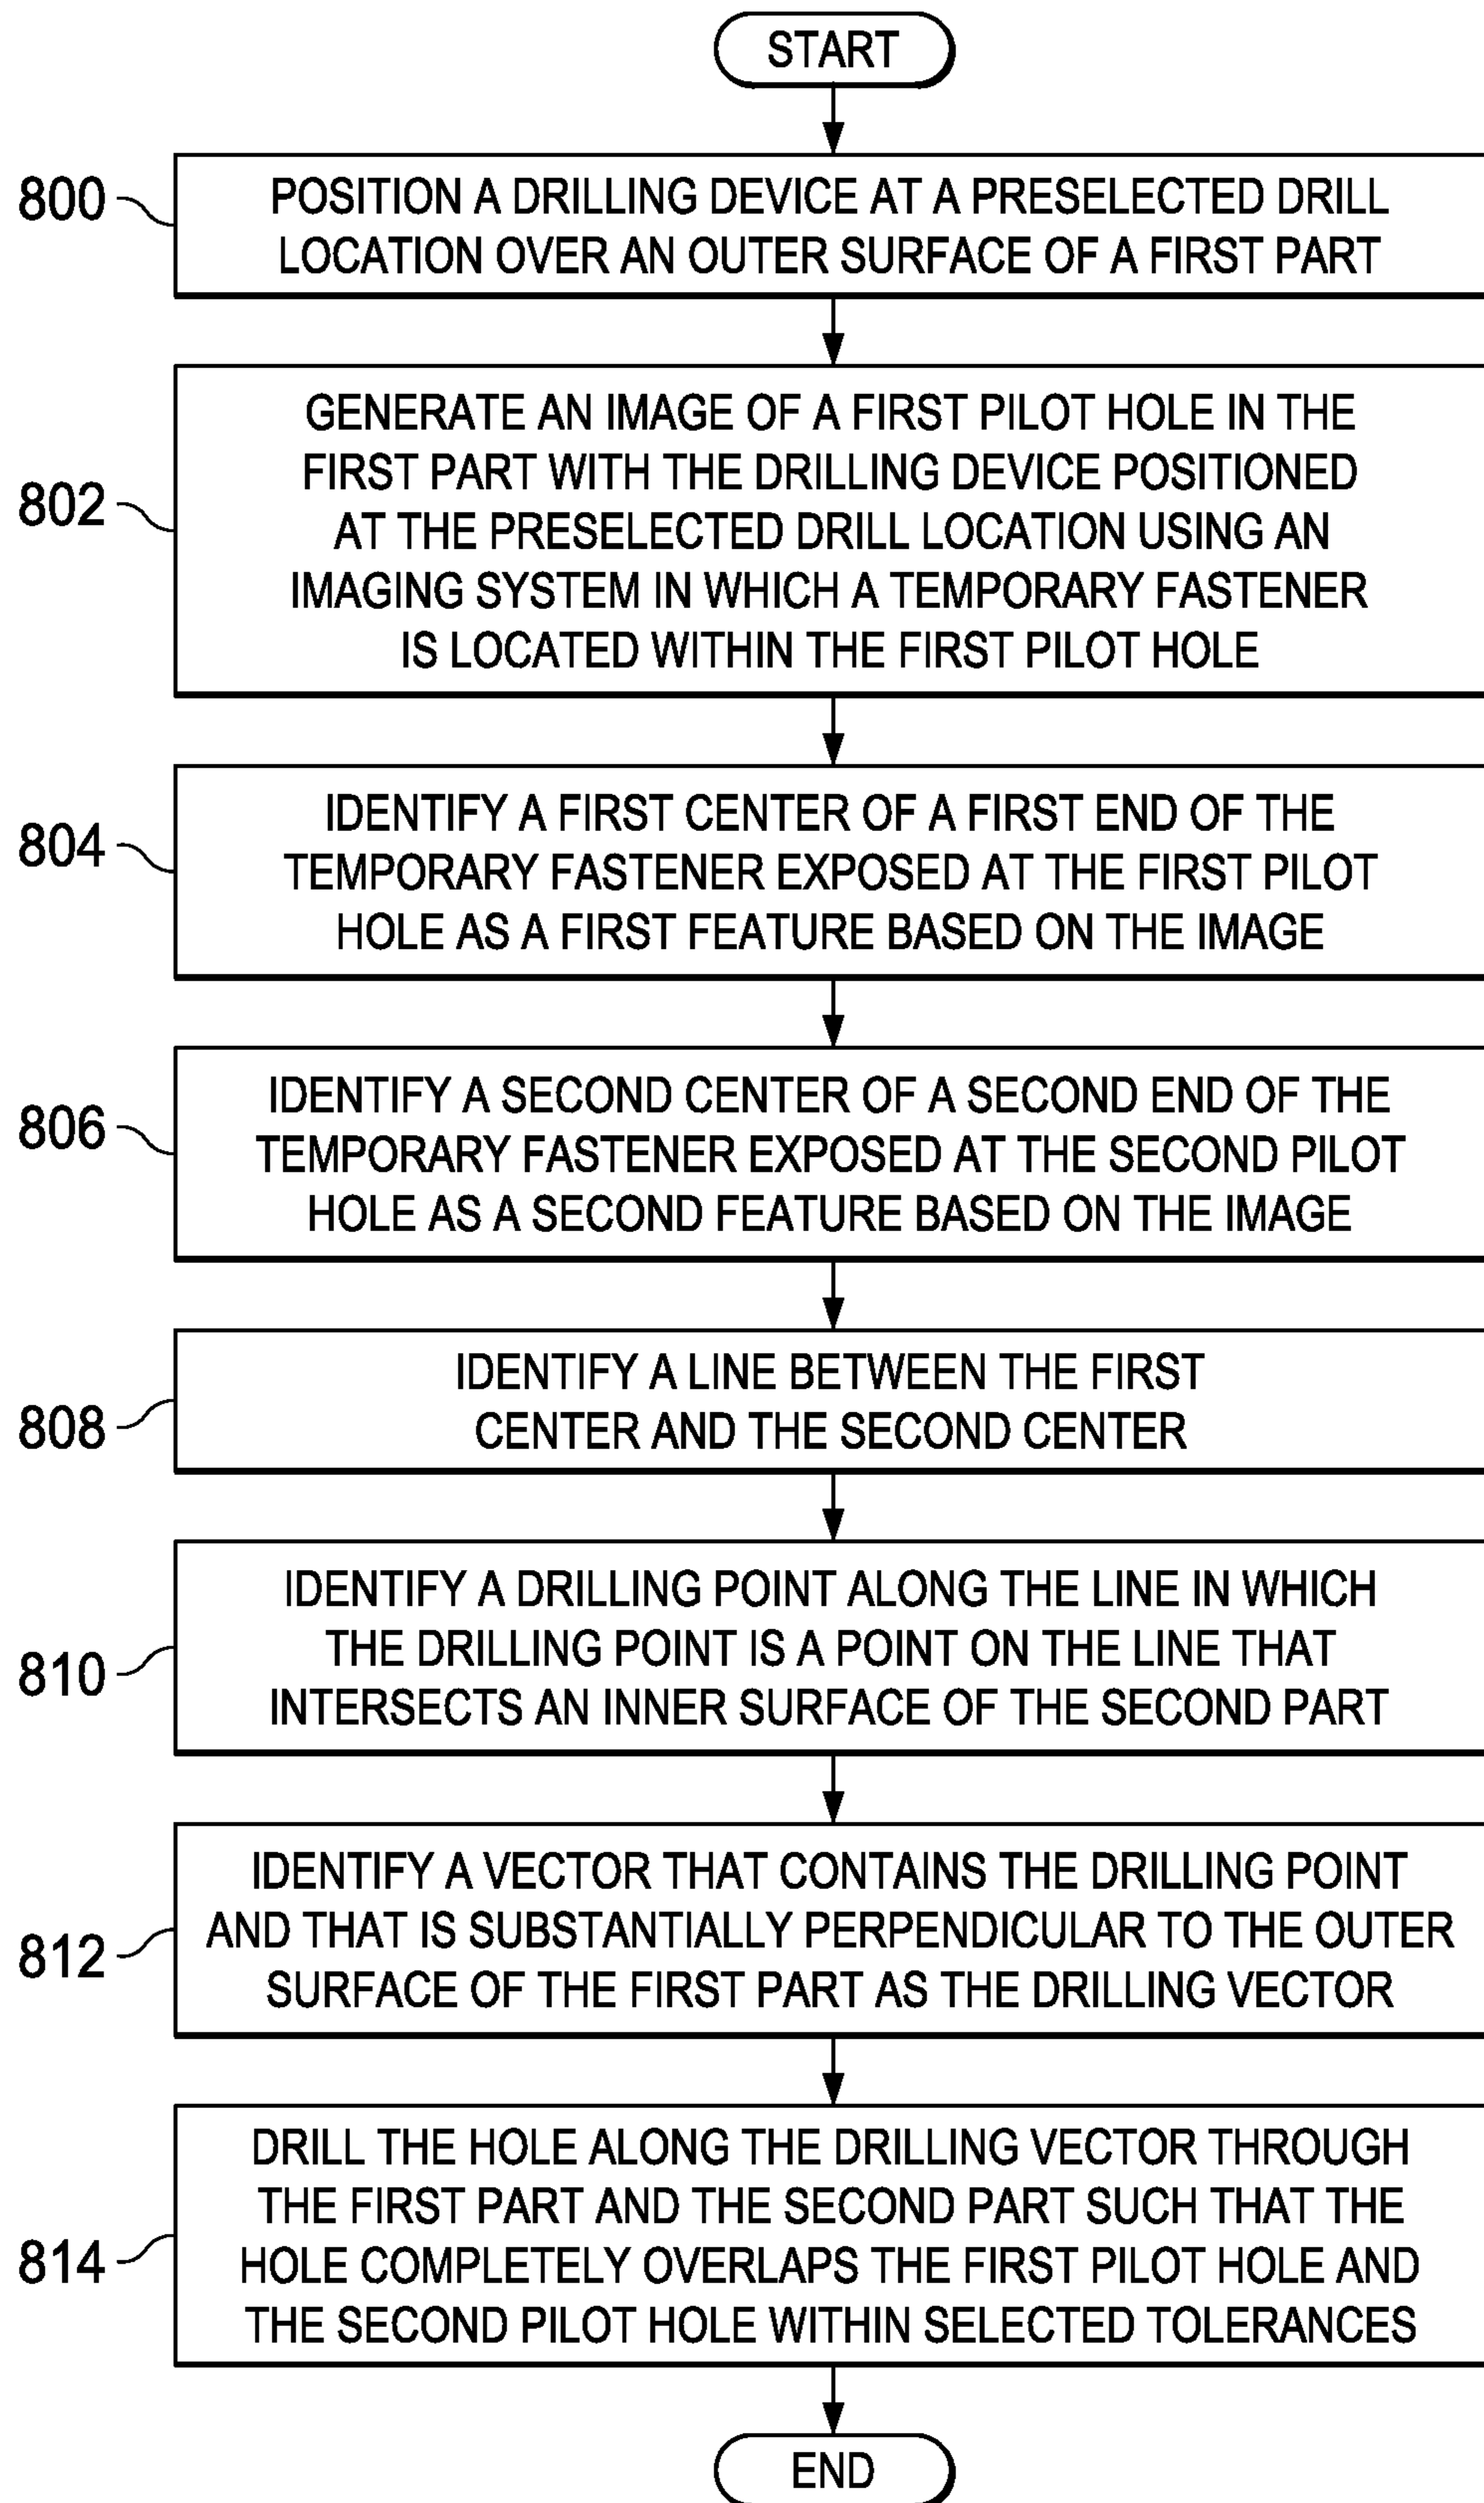 START
800
POSITION A DRILLING DEVICE AT A PRESELECTED DRILL
LOCATION OVER AN OUTER SURFACE OF A FIRST PART
802
GENERATE AN IMAGE OF A FIRST PILOT HOLE IN THE
FIRST PART WITH THE DRILLING DEVICE POSITIONED
AT THE PRESELECTED DRILL LOCATION USING AN
IMAGING SYSTEM IN WHICH A TEMPORARY FASTENER
IS LOCATED WITHIN THE FIRST PILOT HOLE
804
IDENTIFY A FIRST CENTER OF A FIRST END OF THE
TEMPORARY FASTENER EXPOSED AT THE FIRST PILOT
HOLE AS A FIRST FEATURE BASED ON THE IMAGE
806
IDENTIFY A SECOND CENTER OF A SECOND END OF THE
TEMPORARY FASTENER EXPOSED AT THE SECOND PILOT
HOLE AS A SECOND FEATURE BASED ON THE IMAGE
808
IDENTIFY A LINE BETWEEN THE FIRST
CENTER AND THE SECOND CENTER
810
IDENTIFY A DRILLING POINT ALONG THE LINE IN WHICH
THE DRILLING POINT IS A POINT ON THE LINE THAT
INTERSECTS AN INNER SURFACE OF THE SECOND PART
812
IDENTIFY A VECTOR THAT CONTAINS THE DRILLING POINT
AND THAT IS SUBSTANTIALLY PERPENDICULAR TO THE OUTER
SURFACE OF THE FIRST PART AS THE DRILLING VECTOR
814
DRILL THE HOLE ALONG THE DRILLING VECTOR THROUGH
THE FIRST PART AND THE SECOND PART SUCH THAT THE
HOLE COMPLETELY OVERLAPS THE FIRST PILOT HOLE AND
THE SECOND PILOT HOLE WITHIN SELECTED TOLERANCES
END